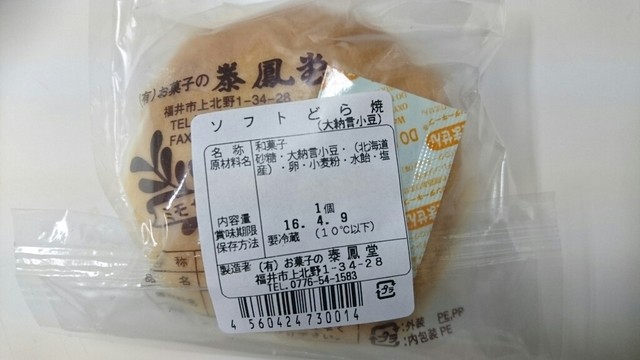 (有)お菓子の 泰鳳堂
福井市上北野1-34-28
TEL
FAX
ソフトどら焼
(大納言小豆)
名称 和菓子
原材料名 砂糖・大納言小豆・(北海道
産)・卵・小麦粉・水飴・塩
内容量 1個
賞味期限 16.4.9
保存方法 要冷蔵 (10℃以下)
製造者 (有)お菓子の 泰鳳堂
福井市上北野1-34-28
TEL.0776-54-1583
4560424730014
:外装 PE,PP
:内包装 PE